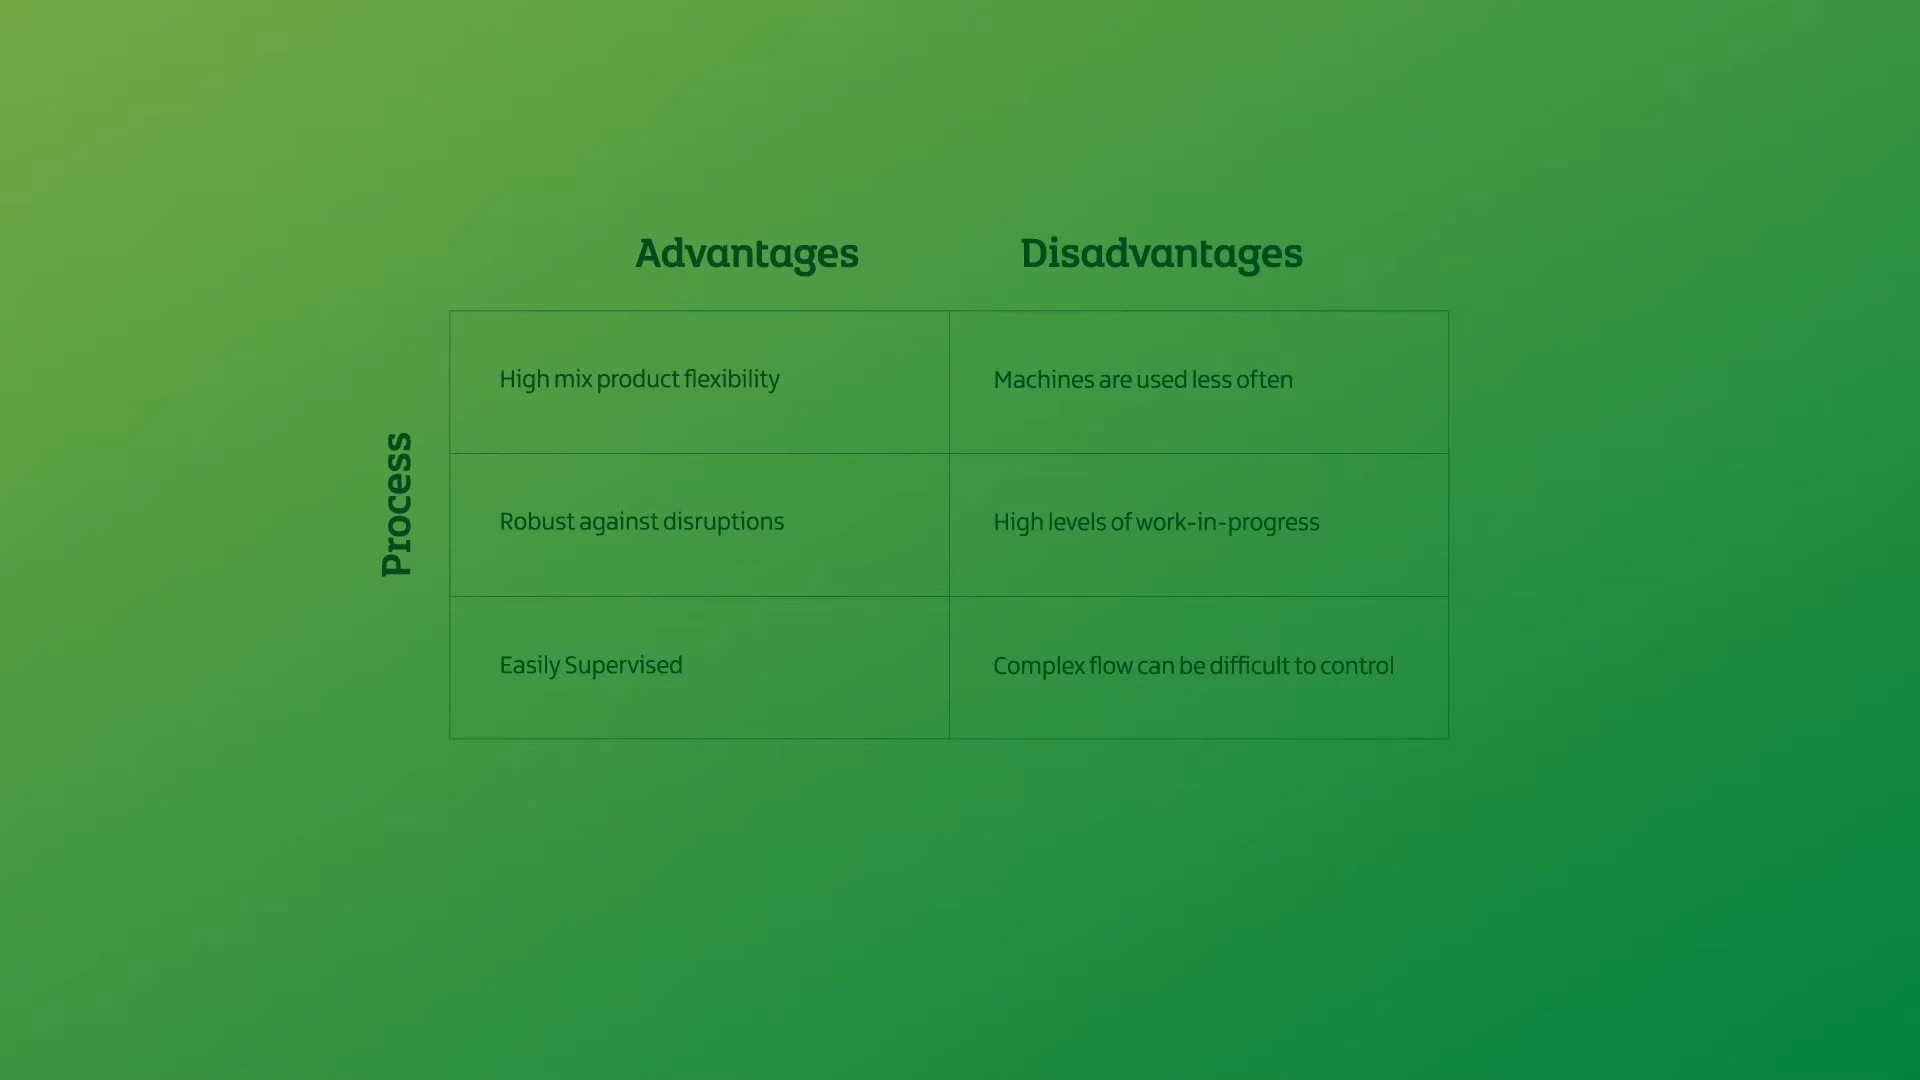 Advantages
Disadvantages
Process
High mix product flexibility
Machines are used less often
Robust against disruptions
High levels of work-in-progress
Easily Supervised
Complex flow can be difficult to control